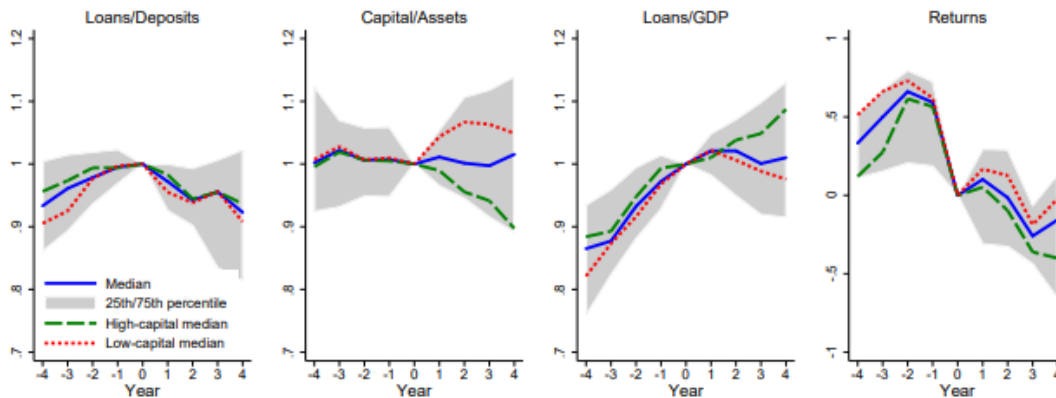 Loans/Deposits
1.2
1.1
1
.9
.8
.7
Median
25th/75th percentile
High-capital median
Low-capital median
-4 -3 -2 -1 0 1 2 3 4
Year
Capital/Assets
1.2
1.1
1
.9
.8
.7
-4 -3 -2 -1 0 1 2 3 4
Year
Loans/GDP
1.2
1.1
1
.9
.8
.7
-4 -3 -2 -1 0 1 2 3 4
Year
Returns
1
.5
0
-.5
-1
-4 -3 -2 -1 0 1 2 3 4
Year